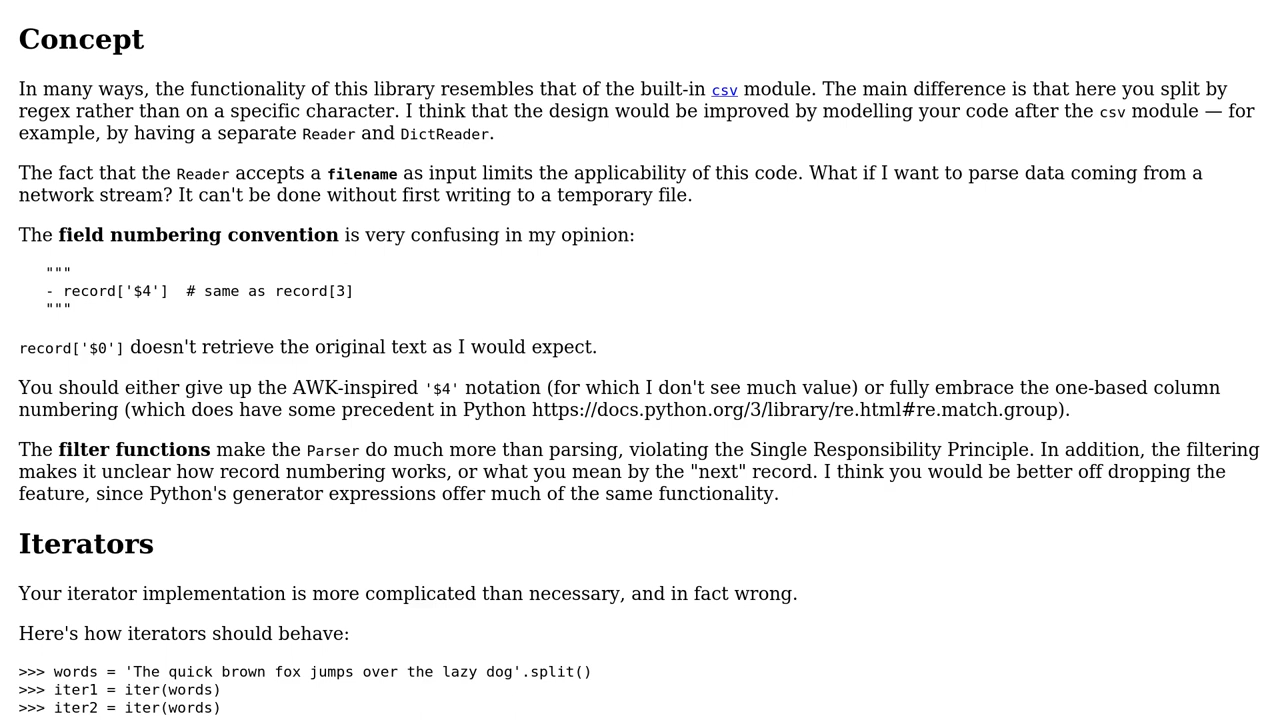 Concept
In many ways, the functionality of this library resembles that of the built-in csv module. The main difference is that here you split by
regex rather than on a specific character. I think that the design would be improved by modelling your code after the csv module — for
example, by having a separate Reader and DictReader.
The fact that the Reader accepts a filename as input limits the applicability of this code. What if I want to parse data coming from a
network stream? It can't be done without first writing to a temporary file.
The field numbering convention is very confusing in my opinion:
"""
- record['$4']  # same as record[3]
"""
record['$0'] doesn't retrieve the original text as I would expect.
You should either give up the AWK-inspired '$4' notation (for which I don't see much value) or fully embrace the one-based column
numbering (which does have some precedent in Python https://docs.python.org/3/library/re.html#re.match.group).
The filter functions make the Parser do much more than parsing, violating the Single Responsibility Principle. In addition, the filtering
makes it unclear how record numbering works, or what you mean by the "next" record. I think you would be better off dropping the
feature, since Python's generator expressions offer much of the same functionality.
Iterators
Your iterator implementation is more complicated than necessary, and in fact wrong.
Here's how iterators should behave:
>>> words = 'The quick brown fox jumps over the lazy dog'.split()
>>> iter1 = iter(words)
>>> iter2 = iter(words)